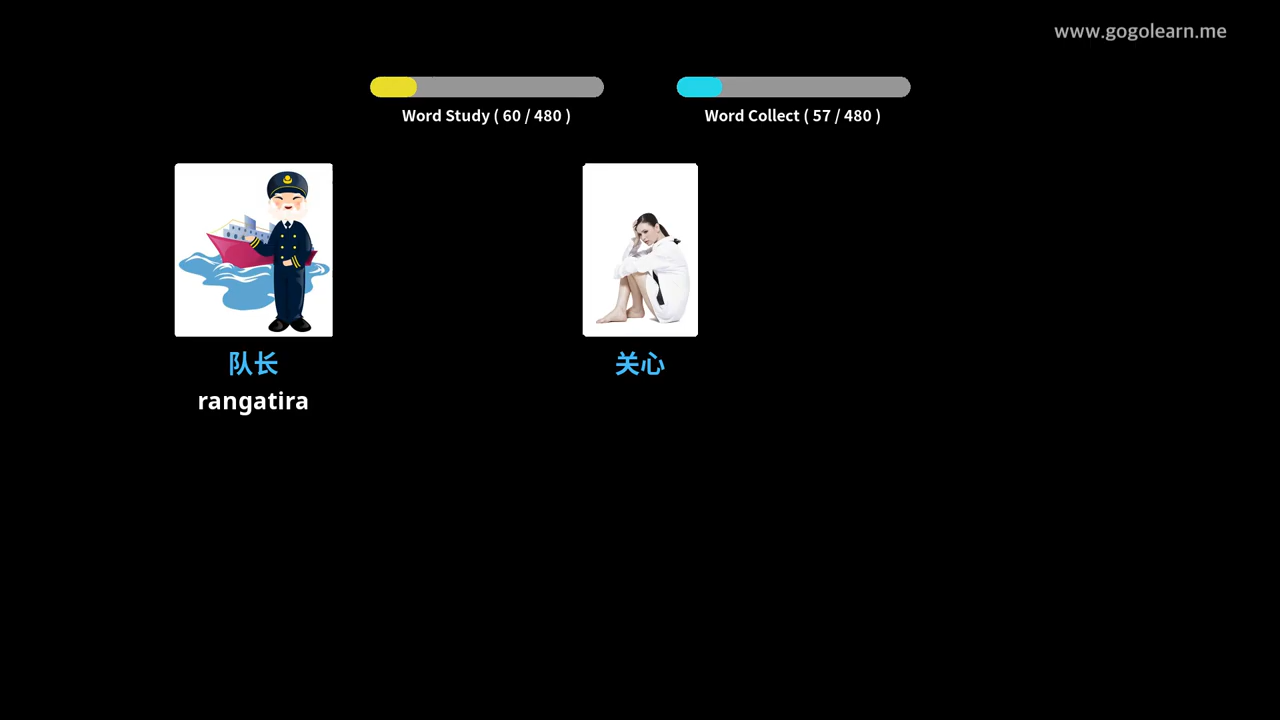 www.gogolearn.me
Word Study ( 60 / 480 )
Word Collect ( 57 / 480 )
队长
关心
rangatira